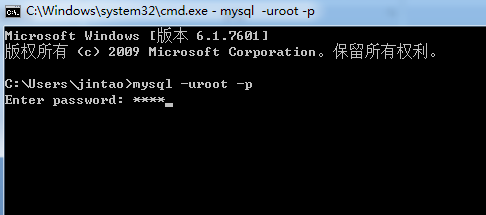 C:\Windows\system32\cmd.exe - mysql  -uroot -p
Microsoft Windows [版本 6.1.7601]
版权所有 (c) 2009 Microsoft Corporation。保留所有权利。
C:\Users\jintao>mysql -uroot -p
Enter password: ****